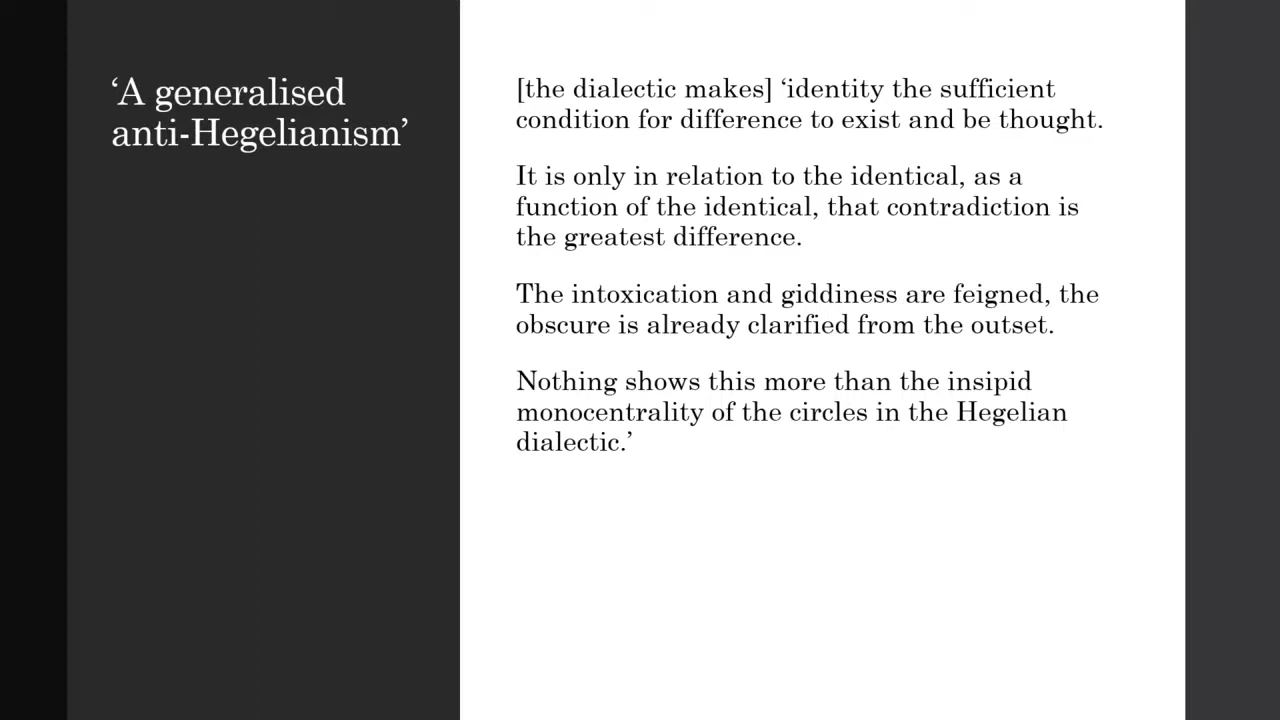 ‘A generalised
anti-Hegelianism’
[the dialectic makes] ‘identity the sufficient
condition for difference to exist and be thought.
It is only in relation to the identical, as a
function of the identical, that contradiction is
the greatest difference.
The intoxication and giddiness are feigned, the
obscure is already clarified from the outset.
Nothing shows this more than the insipid
monocentrality of the circles in the Hegelian
dialectic.’